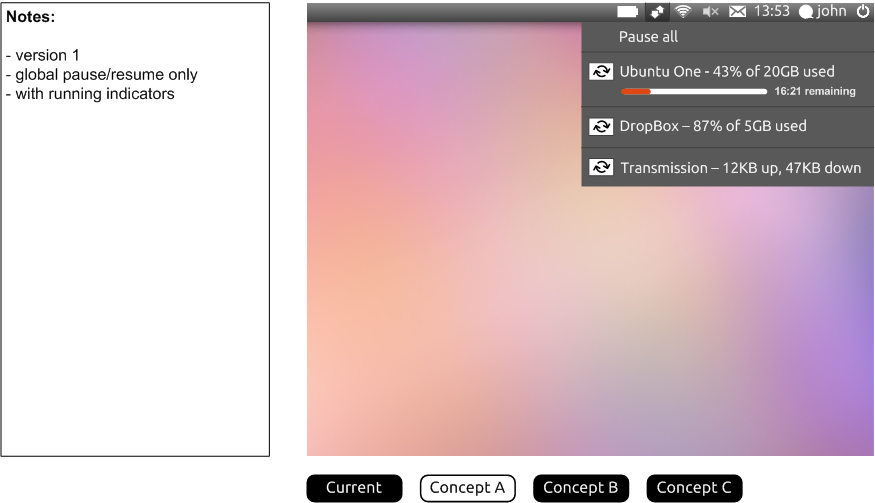 Notes:
- version 1
- global pause/resume only
- with running indicators
13:53 john
Pause all
Ubuntu One - 43% of 20GB used
16:21 remaining
DropBox – 87% of 5GB used
Transmission – 12KB up, 47KB down
Current Concept A Concept B Concept C